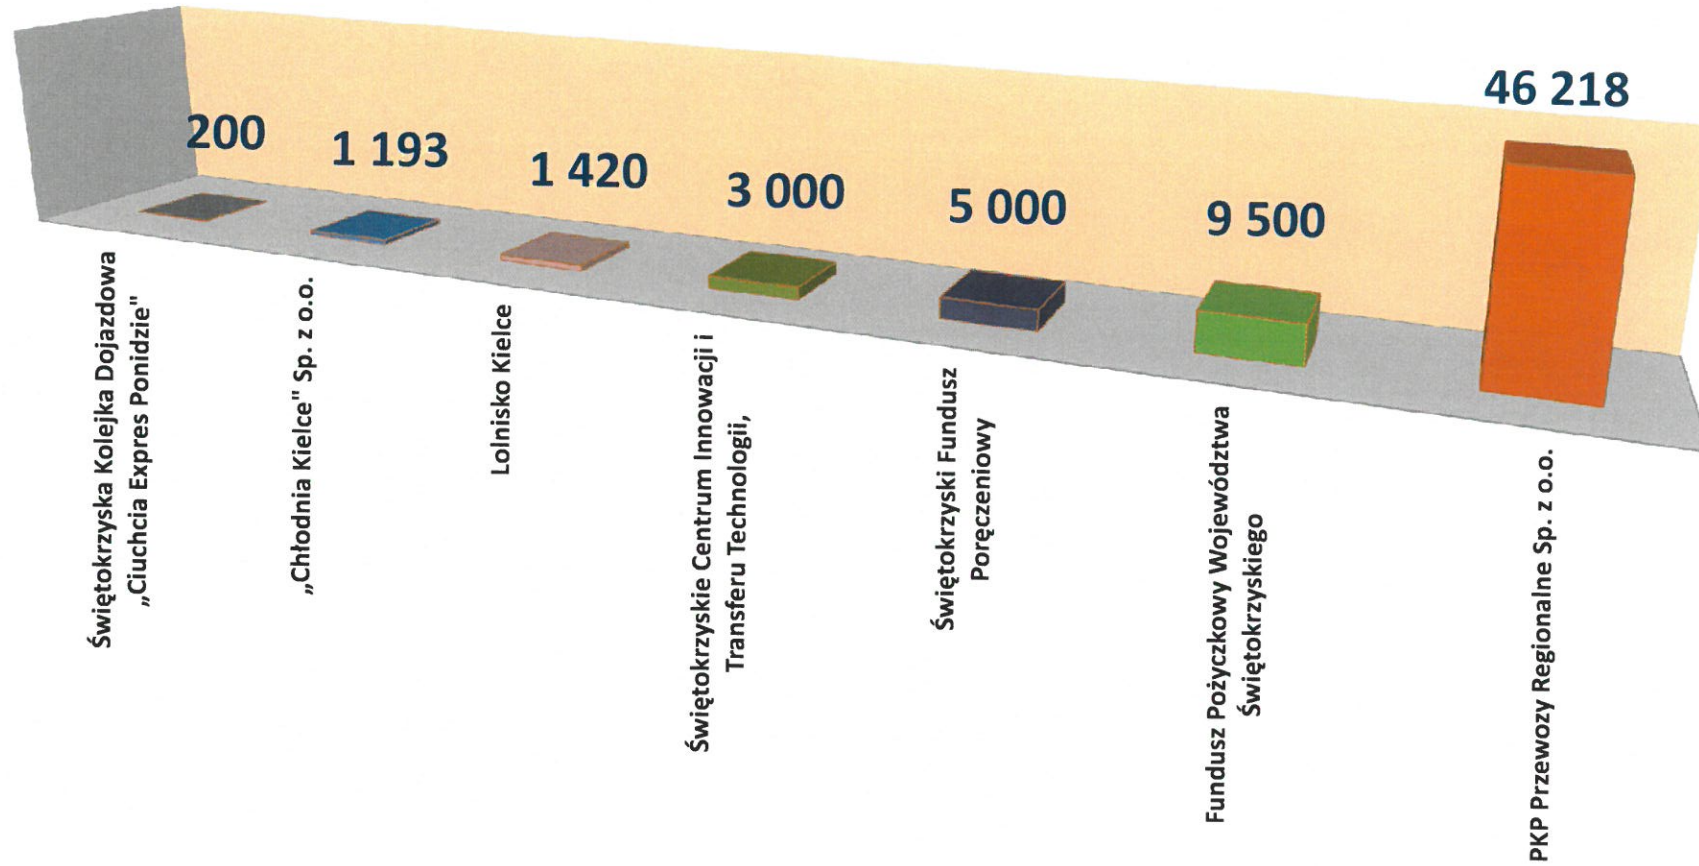 200
1 193
1 420
3 000
5 000
9 500
46 218
Świętokrzyska Kolejka Dojazdowa
„Ciuchcia Expres Ponidzie"
„Chłodnia Kielce" Sp. z o.o.
Lolnisko Kielce
Świętokrzyskie Centrum Innowacji i
Transferu Technologii,
Świętokrzyski Fundusz
Poręczeniowy
Fundusz Pożyczkowy Województwa
Świętokrzyskiego
PKP Przewozy Regionalne Sp. z o.o.